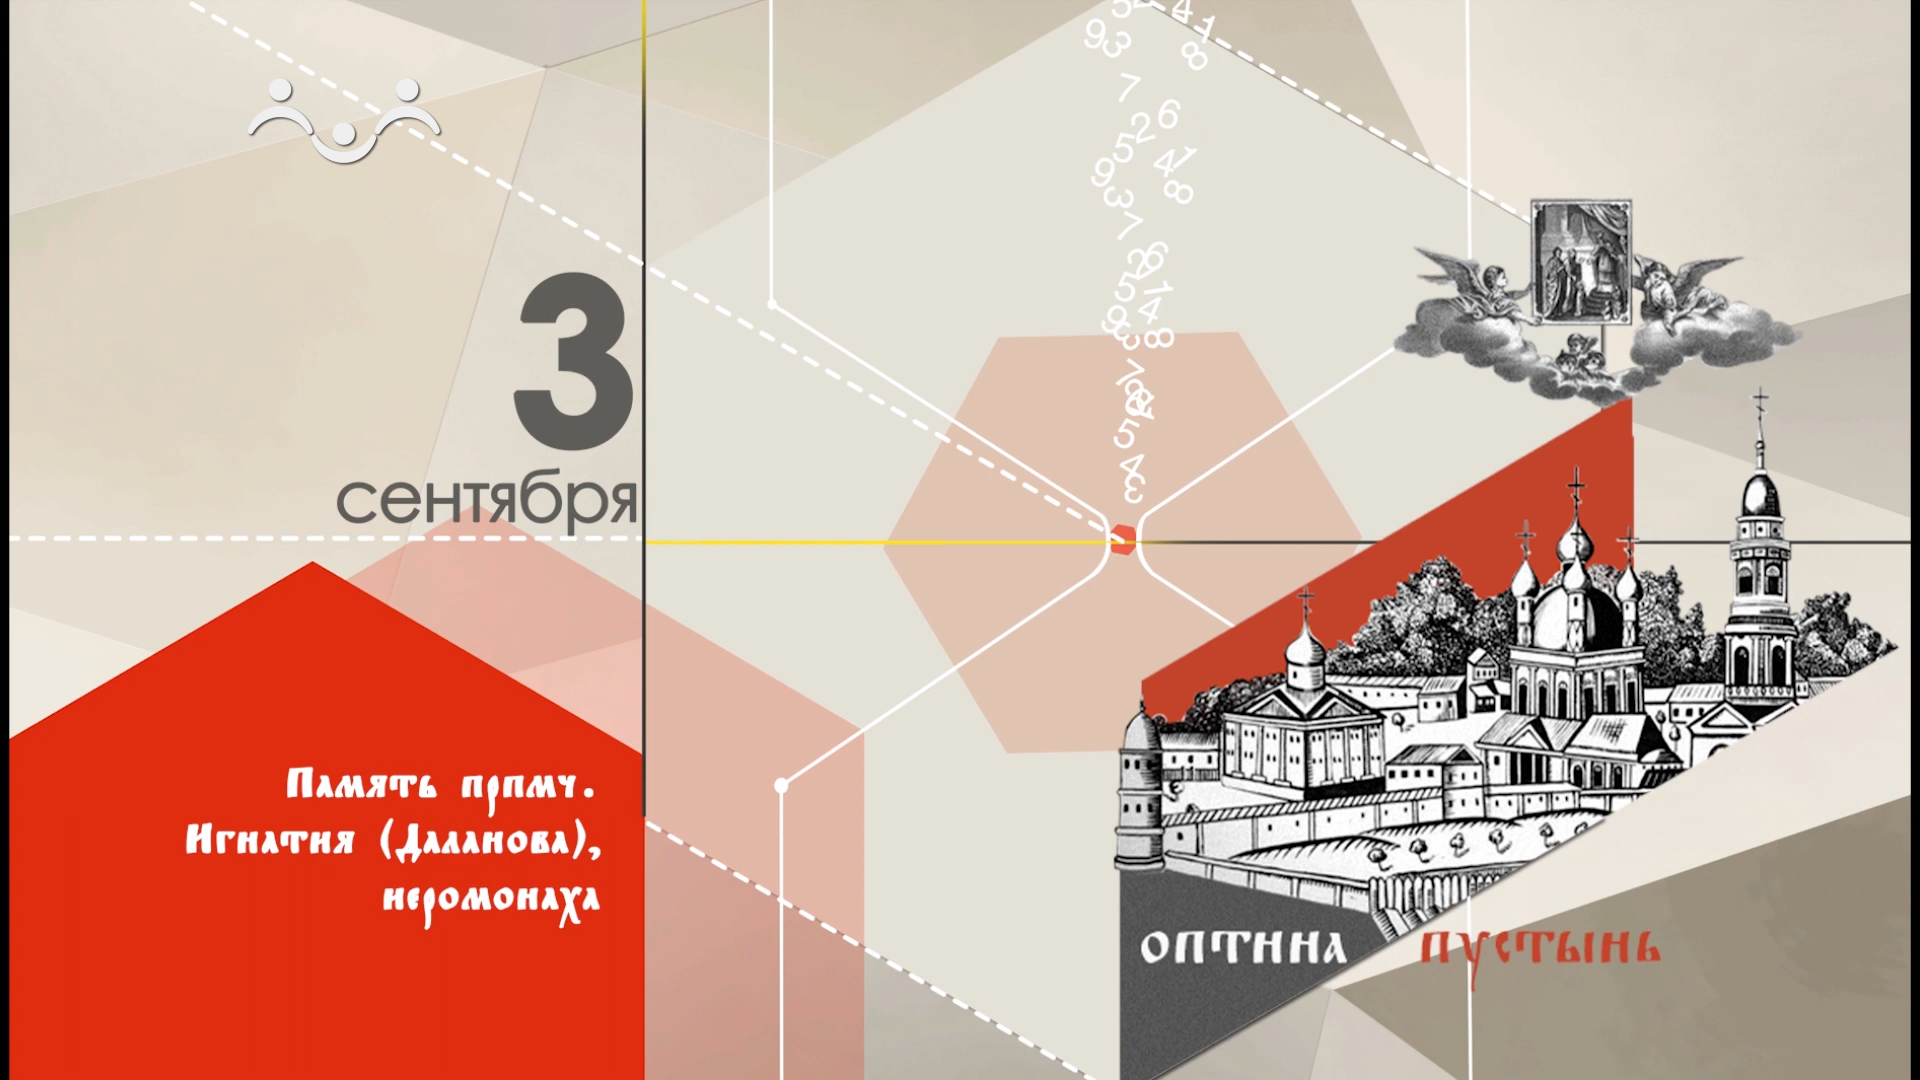 3
сентября
Память прпмч.
Игнатия (Даланова),
иеромонаха
оптина пустынь